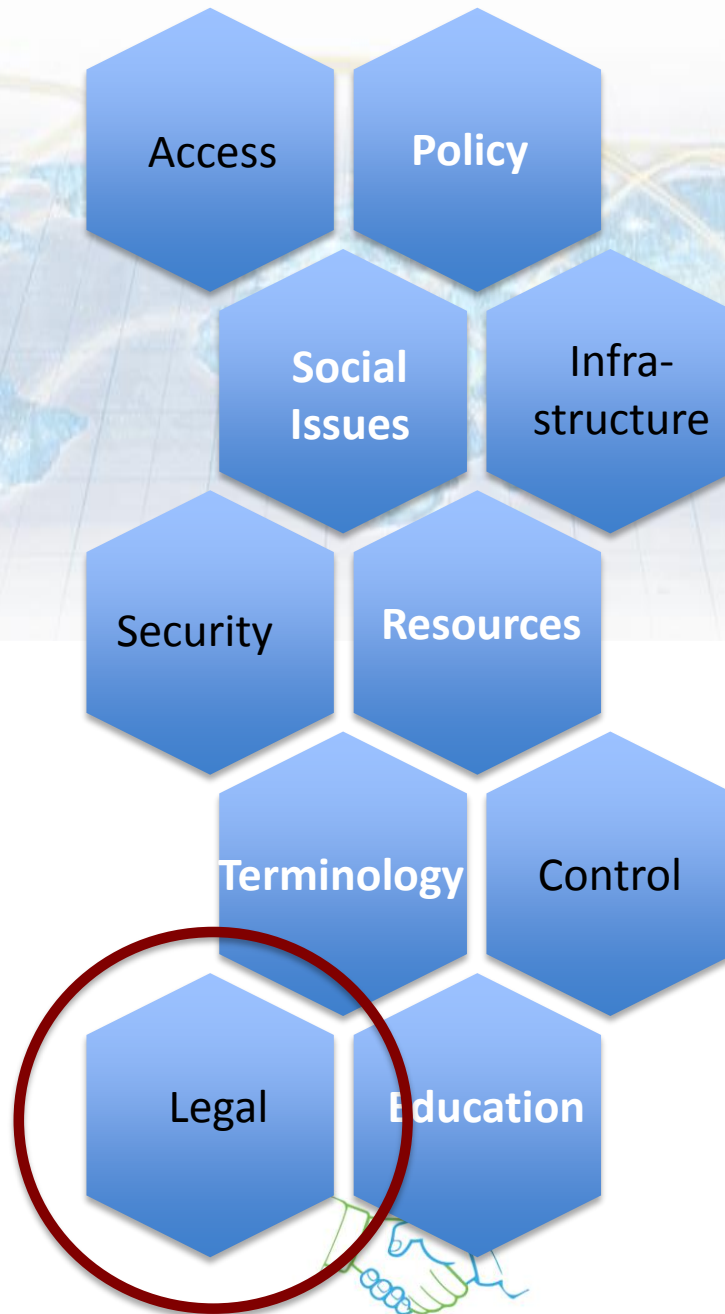 Access
Policy
Social
Issues
Infra-
structure
Security
Resources
Terminology
Control
Legal
Education